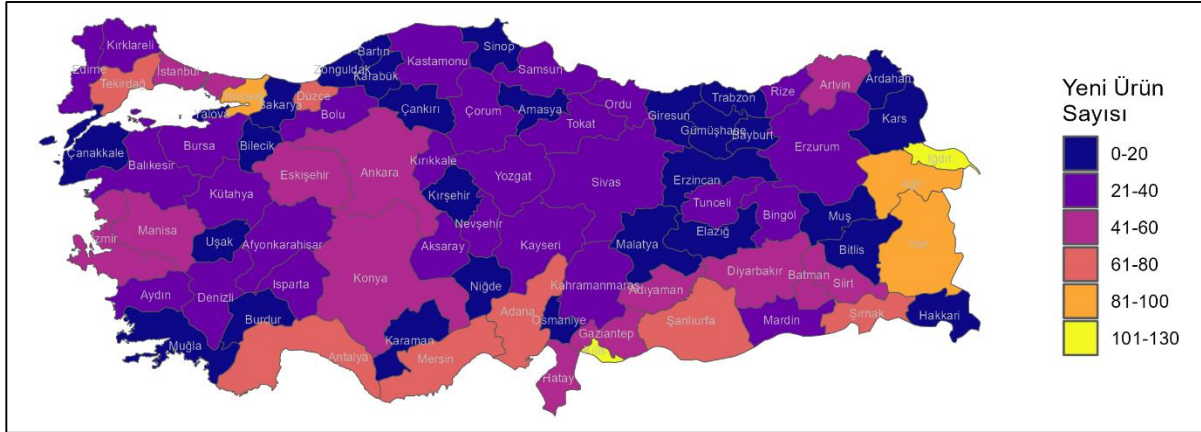 Kırklareli
Edirne
Tekirdağ
İstanbul
Yalova
Sakarya
Düzce
Zonguldak
Bartın
Karabük
Kastamonu
Sinop
Samsun
Çankırı
Bolu
Çorum
Amasya
Ordu
Tokat
Giresun
Trabzon
Gümüşhane
Bayburt
Rize
Artvin
Ardahan
Kars
Iğdır
Erzurum
Çanakkale
Balıkesir
Bursa
Bilecik
Eskişehir
Ankara
Kırıkkale
Yozgat
Sivas
Erzincan
Tunceli
Bingöl
Muş
Ağrı
Van
Bitlis
Kütahya
Kırşehir
Nevşehir
Kayseri
Malatya
Elazığ
İzmir
Manisa
Uşak
Afyonkarahisar
Aksaray
Konya
Niğde
Kahramanmaraş
Adıyaman
Diyarbakır
Batman
Siirt
Aydın
Denizli
Isparta
Burdur
Muğla
Antalya
Karaman
Mersin
Adana
Osmaniye
Gaziantep
Şanlıurfa
Mardin
Şırnak
Hakkari
Hatay
Yeni Ürün
Sayısı
0-20
21-40
41-60
61-80
81-100
101-130